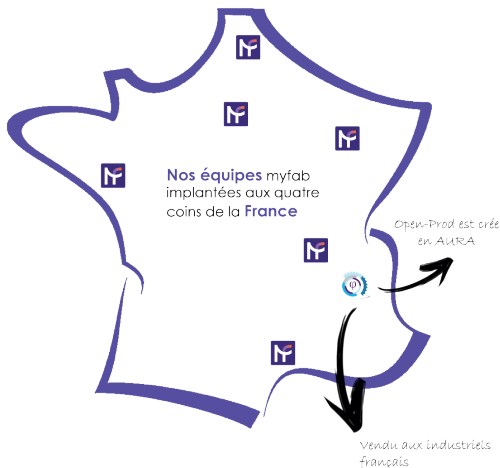 Nos équipes myfab
implantées aux quatre
coins de la France
Open-Prod est crée
en AURA
Vendu aux industriels
français